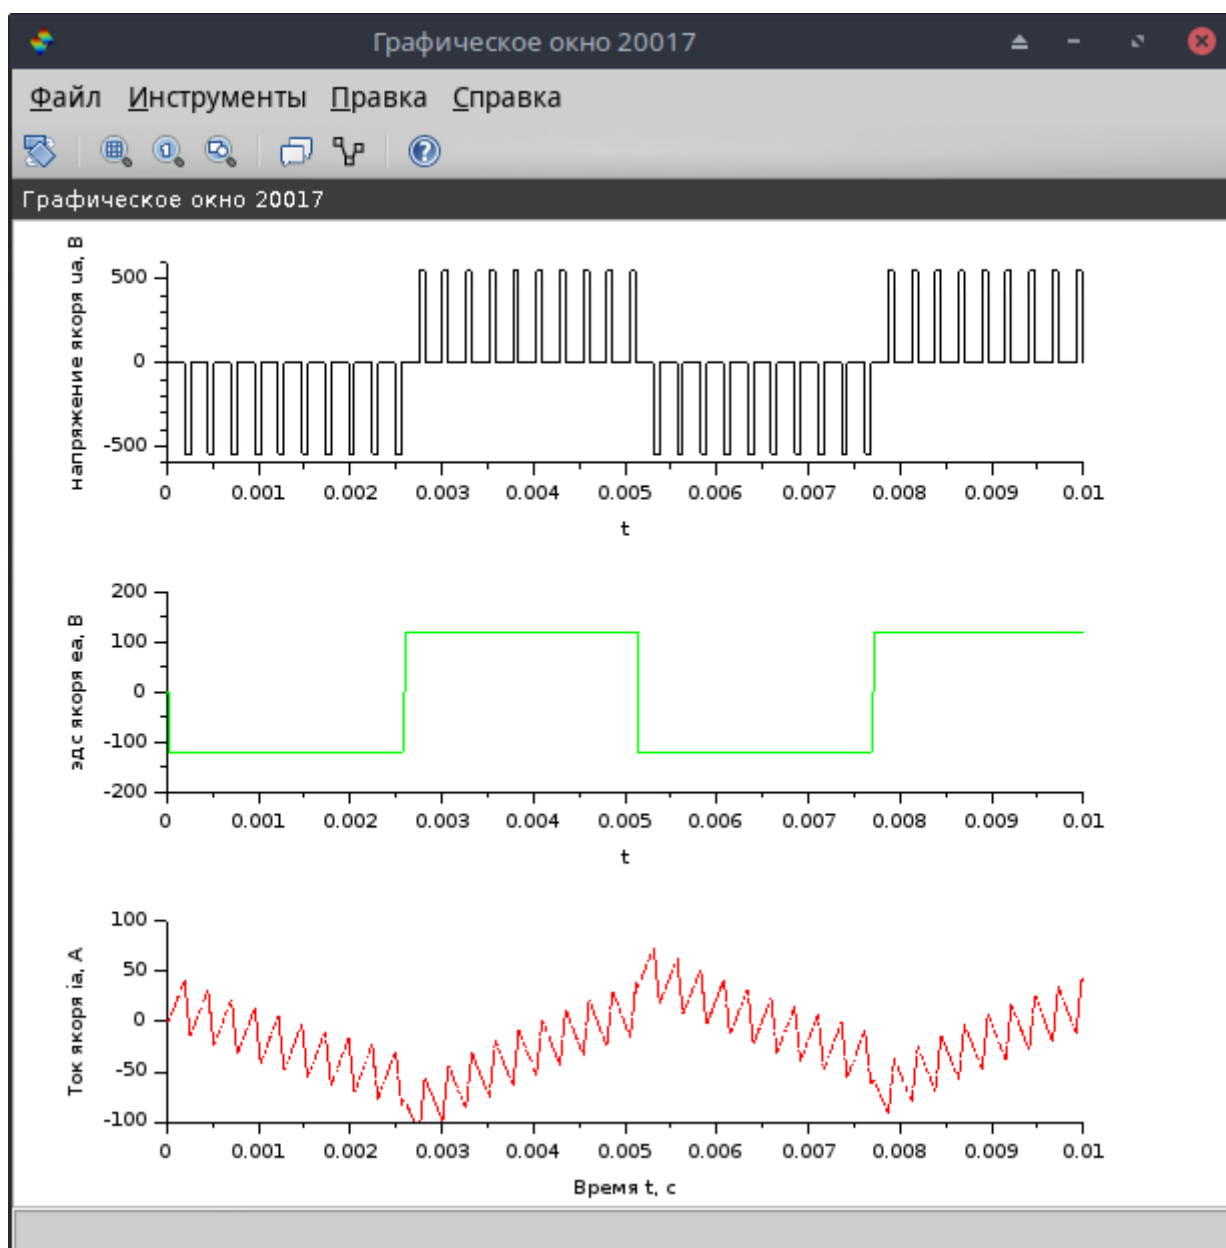 Графическое окно 20017
Файл Инструменты Правка Справка
Графическое окно 20017
напряжение якоря ua, В
500
0
-500
0 0.001 0.002 0.003 0.004 0.005 0.006 0.007 0.008 0.009 0.01
t
эдс якоря ea, В
200
100
0
-100
-200
0 0.001 0.002 0.003 0.004 0.005 0.006 0.007 0.008 0.009 0.01
t
Ток якоря ia, А
100
50
0
-50
-100
0 0.001 0.002 0.003 0.004 0.005 0.006 0.007 0.008 0.009 0.01
Время t, с